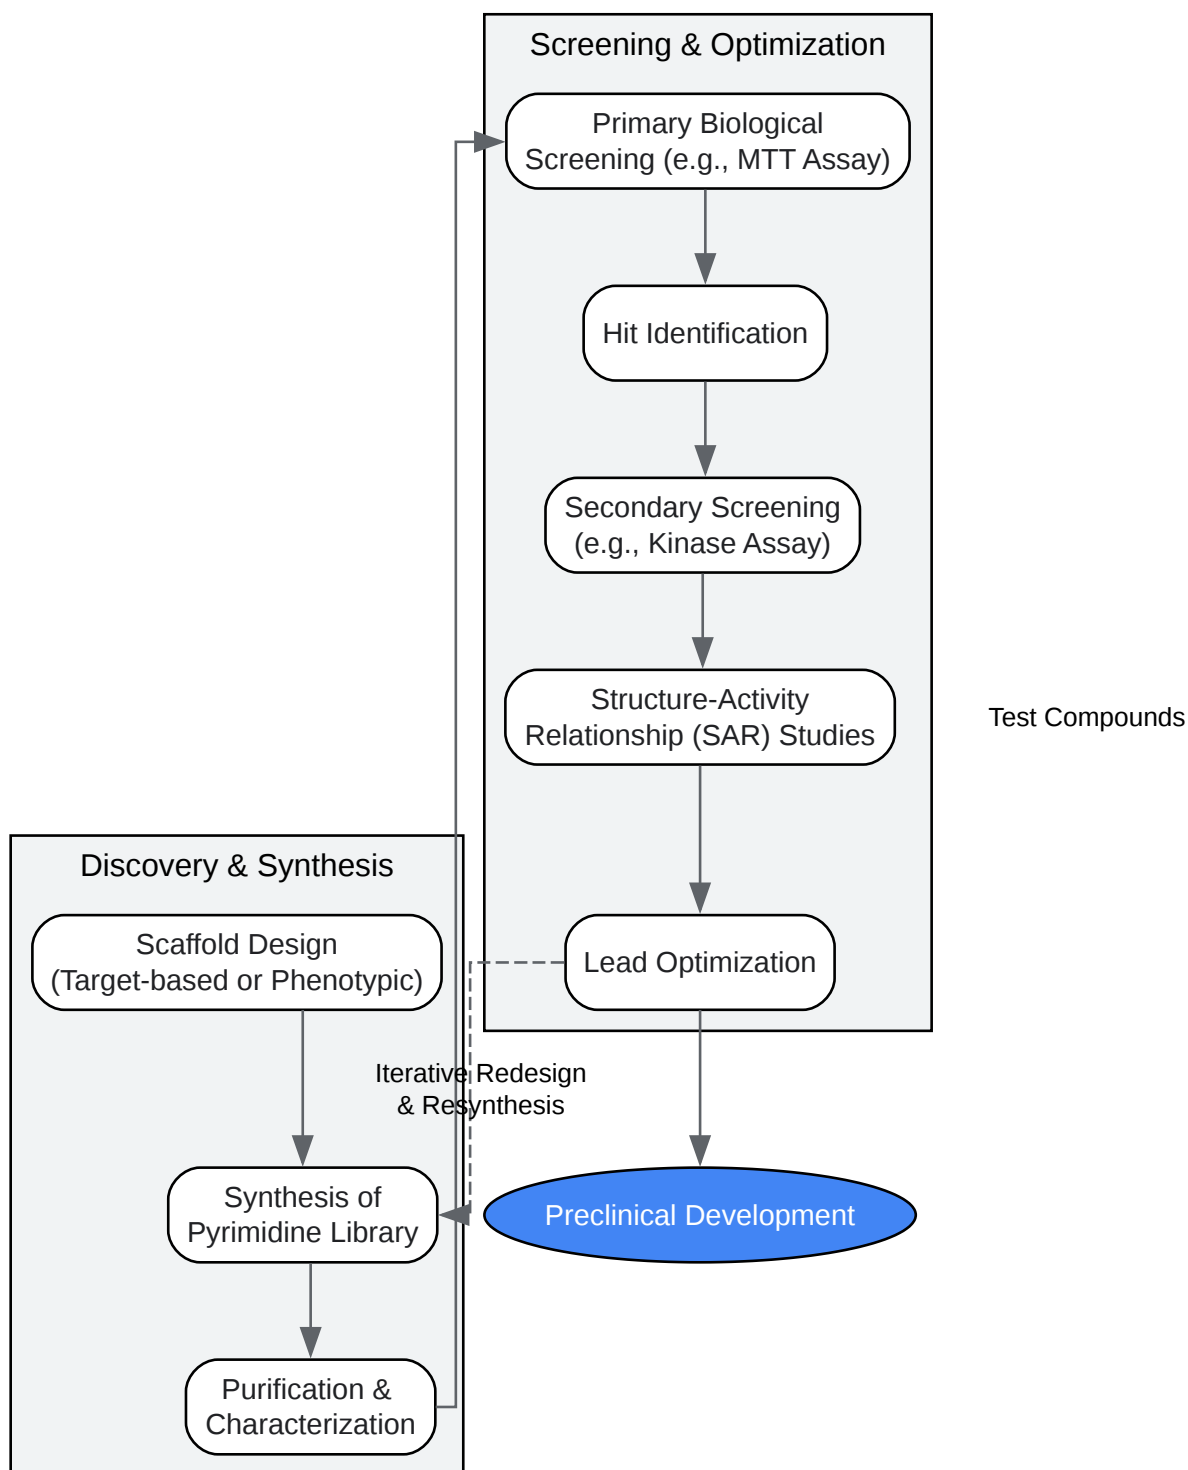 Screening & Optimization
Primary Biological
Screening (e.g., MTT Assay)
Hit Identification
Secondary Screening
(e.g., Kinase Assay)
Structure-Activity
Relationship (SAR) Studies
Test Compounds
Lead Optimization
Discovery & Synthesis
Scaffold Design
(Target-based or Phenotypic)
Iterative Redesign
& Resynthesis
Synthesis of
Pyrimidine Library
Preclinical Development
Purification &
Characterization